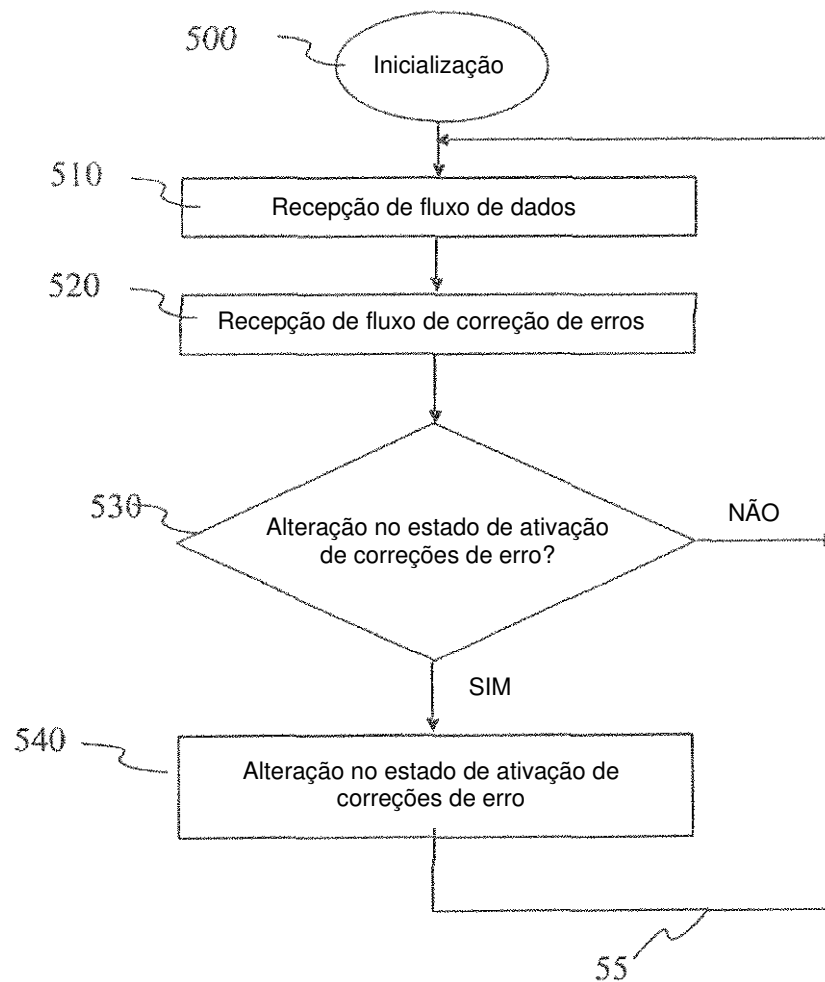 500
Inicialização
510
Recepção de fluxo de dados
520
Recepção de fluxo de correção de erros
530
Alteração no estado de ativação
de correções de erro?
NÃO
SIM
540
Alteração no estado de ativação de
correções de erro
55